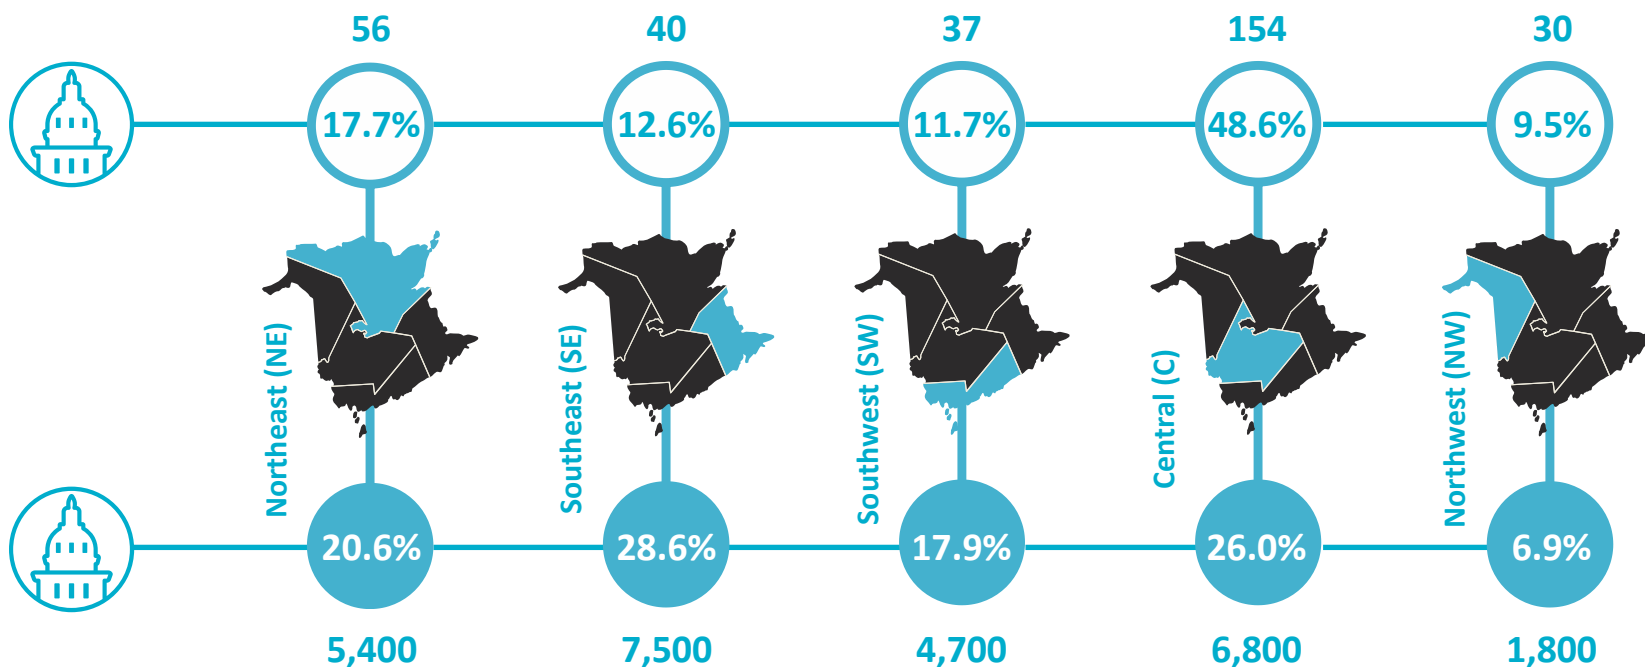 56 40 37 154 30
17.7% 12.6% 11.7% 48.6% 9.5%
Northeast (NE)
Southeast (SE)
Southwest (SW)
Central (C)
Northwest (NW)
20.6% 28.6% 17.9% 26.0% 6.9%
5,400 7,500 4,700 6,800 1,800